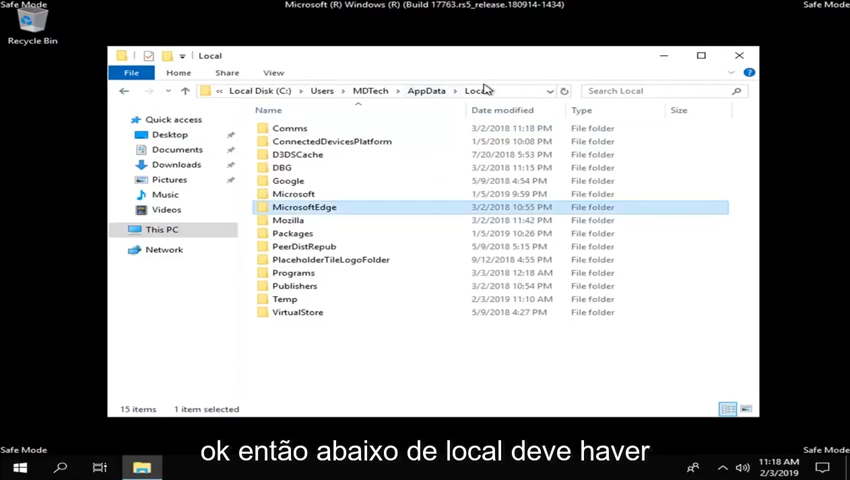 Safe Mode
Microsoft (R) Windows (R) (Build 17763.rs5_release.180914-1434)
Safe Mode
Recycle Bin
Local
File Home Share View
« Local Disk (C:) › Users › MDTech › AppData › Local
Search Local
Name Date modified Type Size
Quick access
Desktop
Documents
Downloads
Pictures
Music
Videos
This PC
Network
Comms 3/2/2018 11:18 PM File folder
ConnectedDevicesPlatform 1/5/2019 10:08 PM File folder
D3DSCache 7/20/2018 5:53 PM File folder
DBG 3/2/2018 11:15 PM File folder
Google 5/9/2018 4:54 PM File folder
Microsoft 1/5/2019 9:59 PM File folder
MicrosoftEdge 3/2/2018 10:55 PM File folder
Mozilla 3/2/2018 11:42 PM File folder
Packages 1/5/2019 10:26 PM File folder
PeerDistRepub 5/9/2018 5:15 PM File folder
PlaceholderTileLogoFolder 9/12/2018 4:55 PM File folder
Programs 3/3/2018 12:18 AM File folder
Publishers 3/2/2018 10:54 PM File folder
Temp 2/3/2019 11:10 AM File folder
VirtualStore 5/9/2018 4:27 PM File folder
15 items 1 item selected
Safe Mode
Safe Mode
ok então abaixo de local deve haver
11:18 AM
2/3/2019